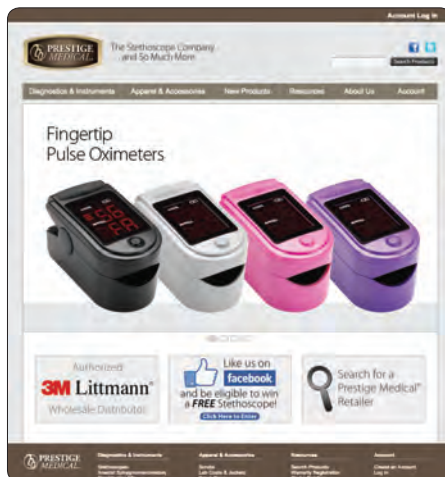 Account Log in
PRESTIGE
MEDICAL
The Stethoscope Company
and So Much More
Search Products
Diagnostics & Instruments Apparel & Accessories New Products Resources About Us Account
Fingertip
Pulse Oximeters
Authorized
3M Littmann®
Wholesale Distributor
Like us on
facebook
and be eligible to win
a FREE Stethoscope!
Click Here to Enter
Search for a
Prestige Medical™
Retailer
PRESTIGE
MEDICAL
Diagnostics & Instruments Apparel & Accessories Resources Account
Stethoscopes Scrubs Search Products Create an Account
Aneroid Sphygmomanometers Lab Coats & Jackets Warranty Registration Log In